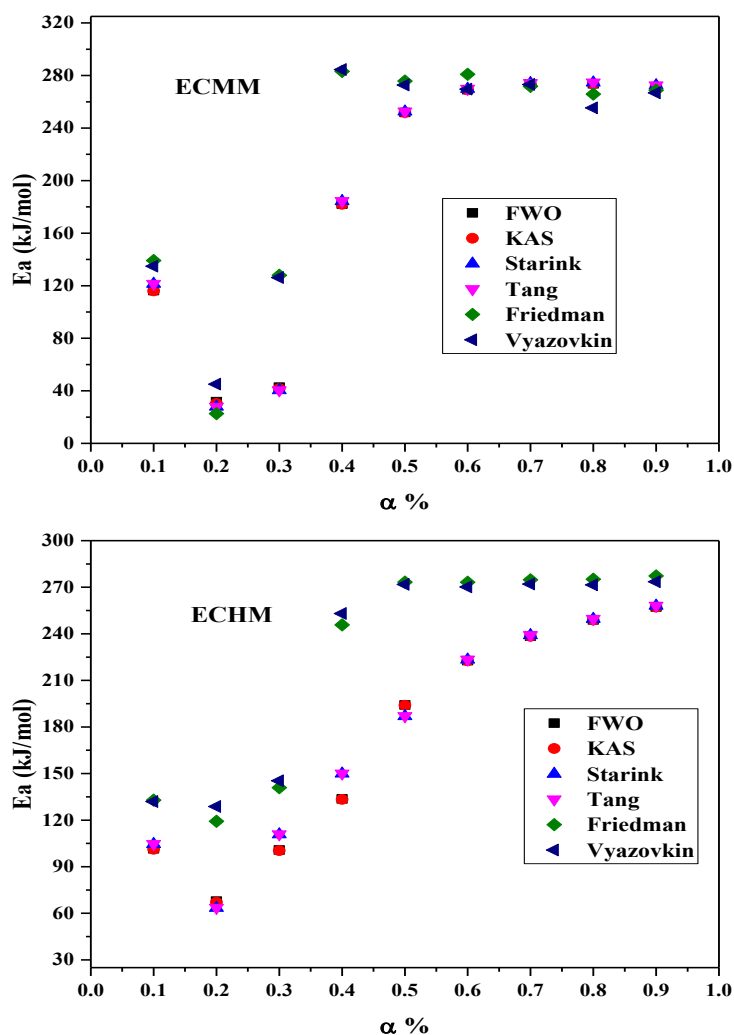 320
280
240
200
160
120
80
40
0
Ea (kJ/mol)
ECMM
FWO
KAS
Starink
Tang
Friedman
Vyazovkin
0.0 0.1 0.2 0.3 0.4 0.5 0.6 0.7 0.8 0.9 1.0
α %
300
270
240
210
180
150
120
90
60
30
Ea (kJ/mol)
ECHM
FWO
KAS
Starink
Tang
Friedman
Vyazovkin
0.0 0.1 0.2 0.3 0.4 0.5 0.6 0.7 0.8 0.9 1.0
α %